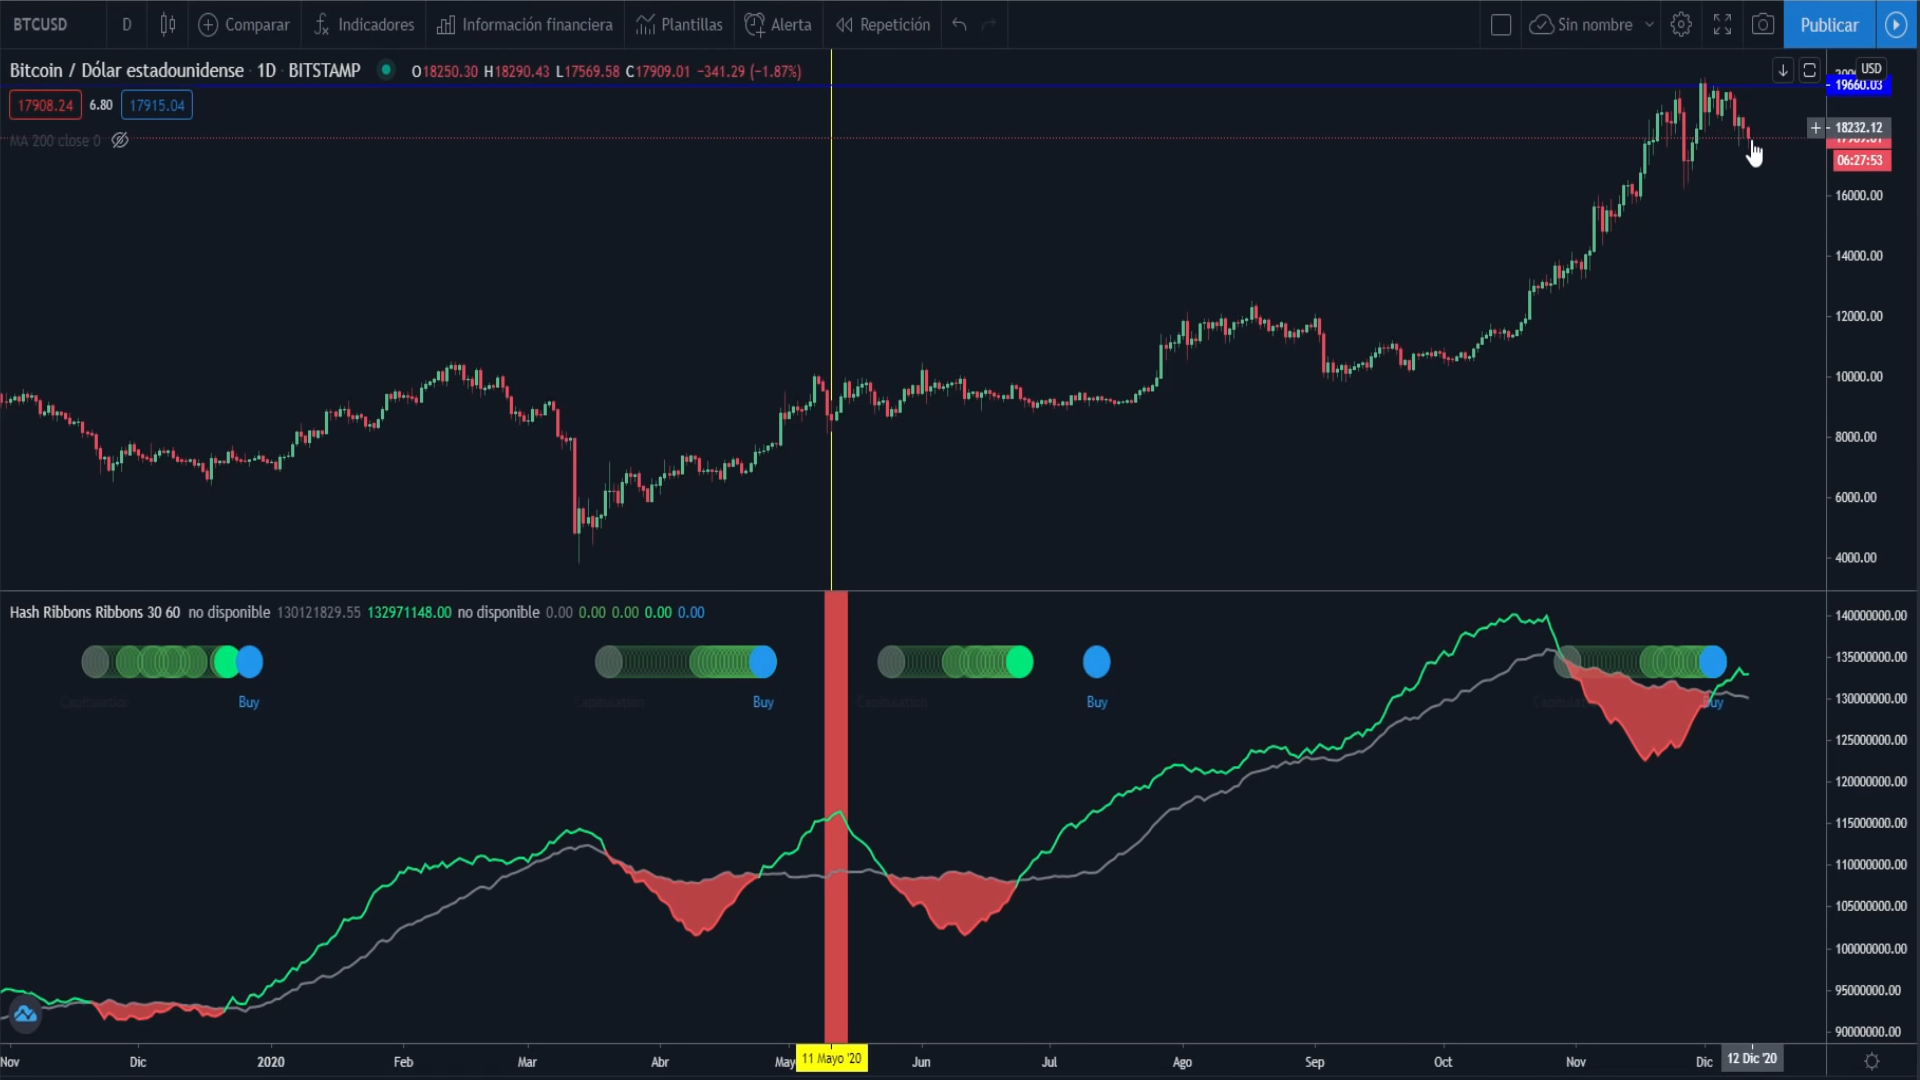 BTCUSD D Comparar Indicadores Información financiera Plantillas Alerta Repetición Sin nombre Publicar
Bitcoin / Dólar estadounidense · 1D · BITSTAMP O18250.30 H18290.43 L17569.58 C17909.01 −341.29 (−1.87%)
USD
19660.03
17908.24 6.80 17915.04
18232.12
MA 200 close 0
06:27:53
16000.00
14000.00
12000.00
10000.00
8000.00
6000.00
4000.00
Hash Ribbons Ribbons 30 60 no disponible 130121829.55 132971148.00 no disponible 0.00 0.00 0.00 0.00 0.00
140000000.00
135000000.00
Capitulation Buy Capitulation Buy Capitulation Buy Buy
130000000.00
125000000.00
120000000.00
115000000.00
110000000.00
105000000.00
100000000.00
95000000.00
90000000.00
Nov Dic 2020 Feb Mar Abr May 11 Mayo '20 Jun Jul Ago Sep Oct Nov Dic 12 Dic '20